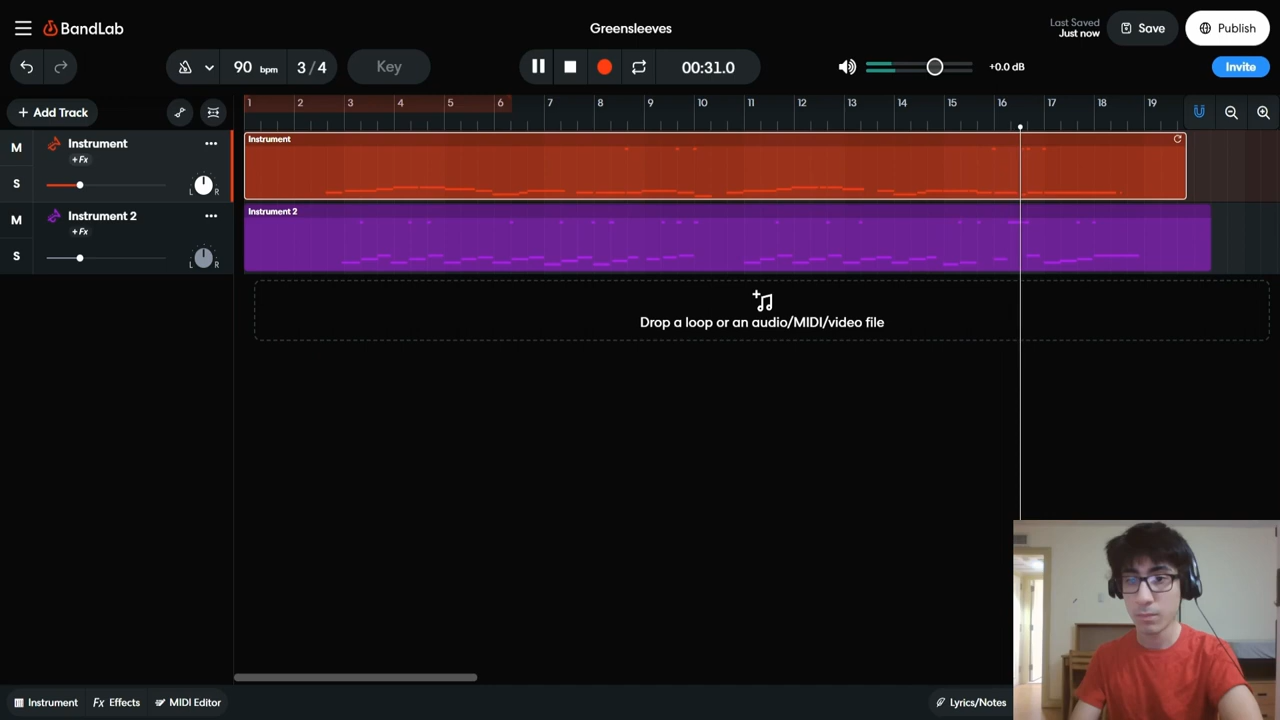 BandLab
Greensleeves
Last Saved
Just now
Save
Publish
90 bpm
3 / 4
Key
00:31.0
+0.0 dB
Invite
+ Add Track
1 2 3 4 5 6 7 8 9 10 11 12 13 14 15 16 17 18 19
M
Instrument
+Fx
S
L R
Instrument
M
Instrument 2
+Fx
S
L R
Instrument 2
Drop a loop or an audio/MIDI/video file
Instrument
Fx Effects
MIDI Editor
Lyrics/Notes